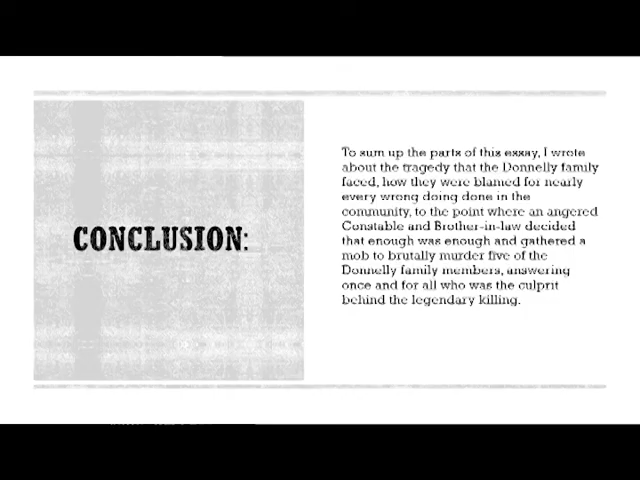 CONCLUSION:
To sum up the parts of this essay, I wrote
about the tragedy that the Donnelly family
faced, how they were blamed for nearly
every wrong doing done in the
community, to the point where an angered
Constable and Brother-in-law decided
that enough was enough and gathered a
mob to brutally murder five of the
Donnelly family members, answering
once and for all who was the culprit
behind the legendary killing.